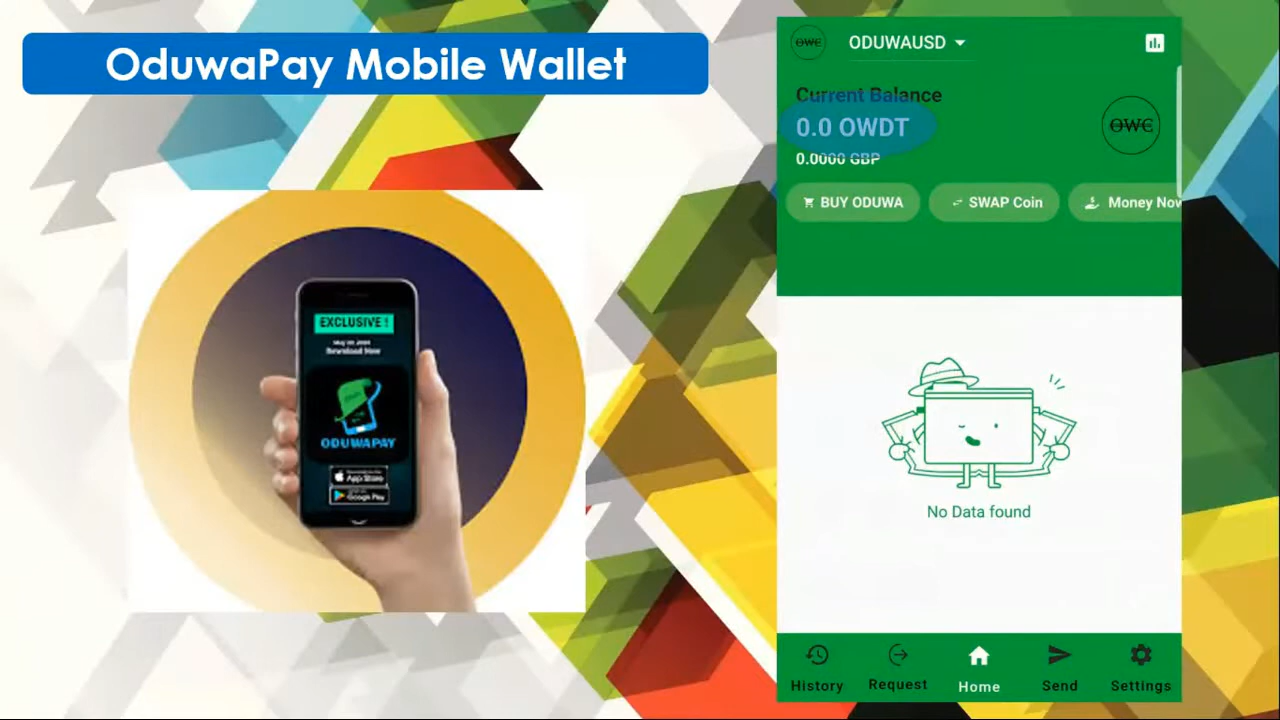 OduwaPay Mobile Wallet
EXCLUSIVE !
Download Now
ODUWAPAY
App Store
Google Play
OWC
ODUWAUSD
Current Balance
0.0 OWDT
0.0000 GBP
OWC
BUY ODUWA
SWAP Coin
Money Now
No Data found
History
Request
Home
Send
Settings